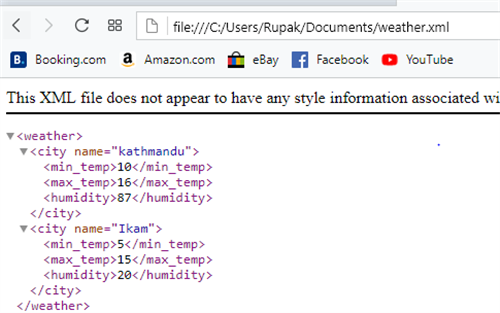 file:///C:/Users/Rupak/Documents/weather.xml
B. Booking.com a Amazon.com eBay f Facebook YouTube
This XML file does not appear to have any style information associated wi
<weather>
<city name="kathmandu">
<min_temp>10</min_temp>
<max_temp>16</max_temp>
<humidity>87</humidity>
</city>
<city name="Ikam">
<min_temp>5</min_temp>
<max_temp>15</max_temp>
<humidity>20</humidity>
</city>
</weather>